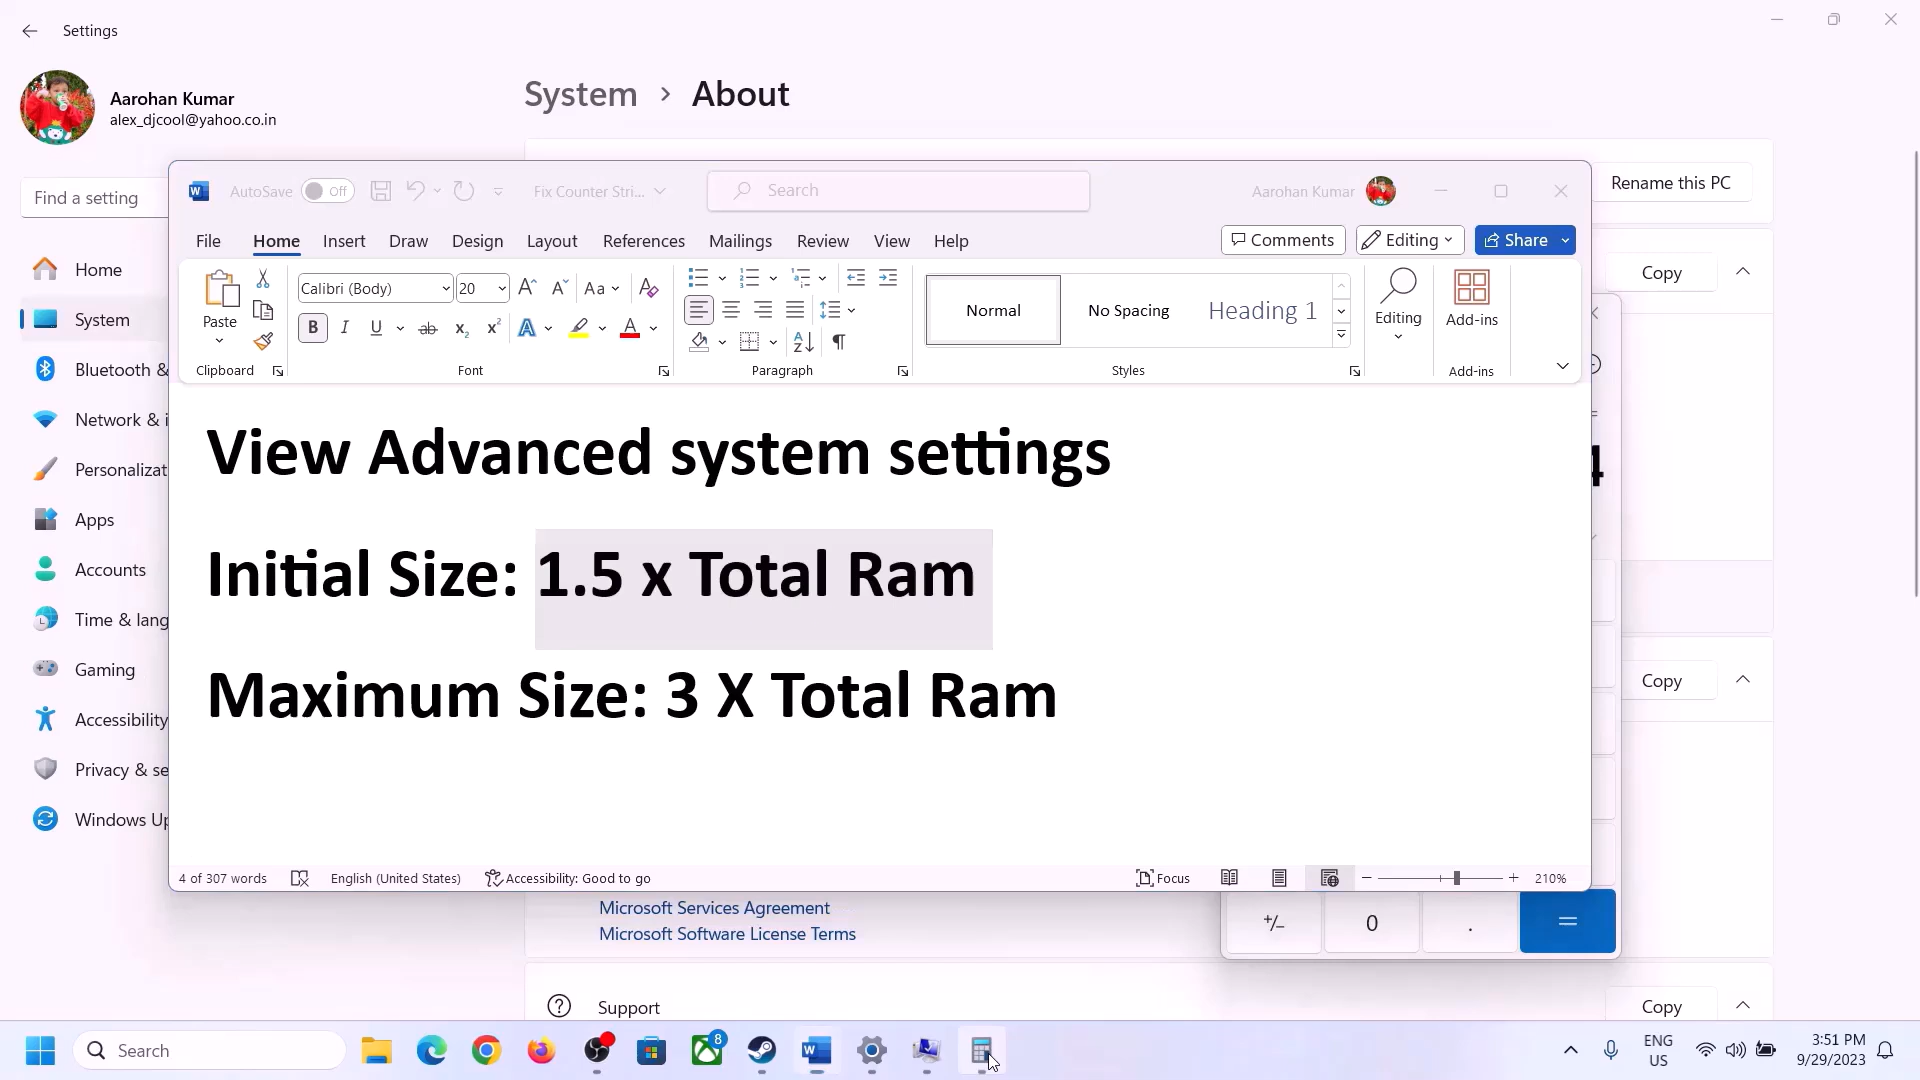 Settings
Aarohan Kumar
alex_djcool@yahoo.co.in
System > About
Find a setting
Rename this PC
Home
System
Bluetooth &
Network & i
Personalizat
Apps
Accounts
Time & lang
Gaming
Accessibility
Privacy & se
Windows Up
AutoSave Off
Fix Counter Stri...
Search
Aarohan Kumar
File Home Insert Draw Design Layout References Mailings Review View Help
Comments Editing Share
Paste
Calibri (Body) 20
Normal
No Spacing
Heading 1
Editing
Add-ins
Clipboard Font Paragraph Styles Add-ins
Copy
View Advanced system settings
Initial Size: 1.5 x Total Ram
Maximum Size: 3 X Total Ram
Copy
4 of 307 words English (United States) Accessibility: Good to go Focus 210%
Microsoft Services Agreement
Microsoft Software License Terms
+/- 0 . =
Support
Copy
Search
8
ENG
US
3:51 PM
9/29/2023